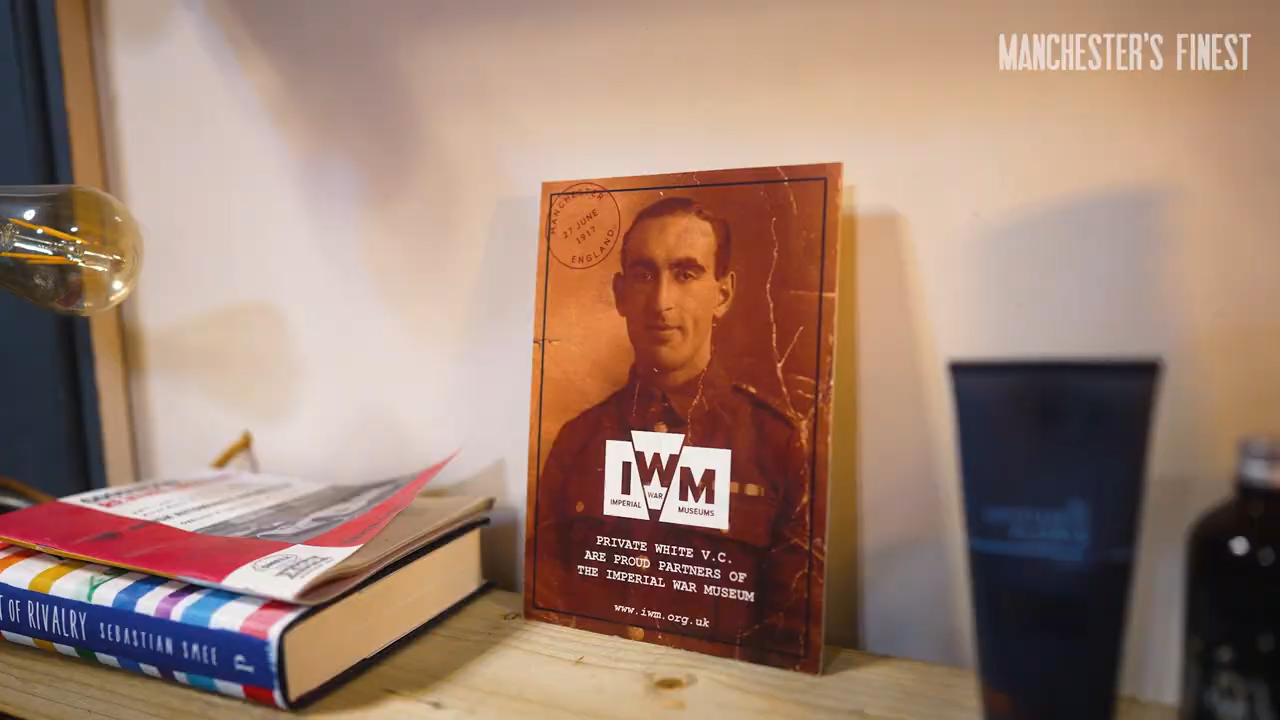 MANCHESTER'S FINEST
MANCHESTER
27 JUNE
1917
ENGLAND
IWM
IMPERIAL
WAR
MUSEUMS
PRIVATE WHITE V.C.
ARE PROUD PARTNERS OF
THE IMPERIAL WAR MUSEUM
www.iwm.org.uk
T OF RIVALRY SEBASTIAN SMEE